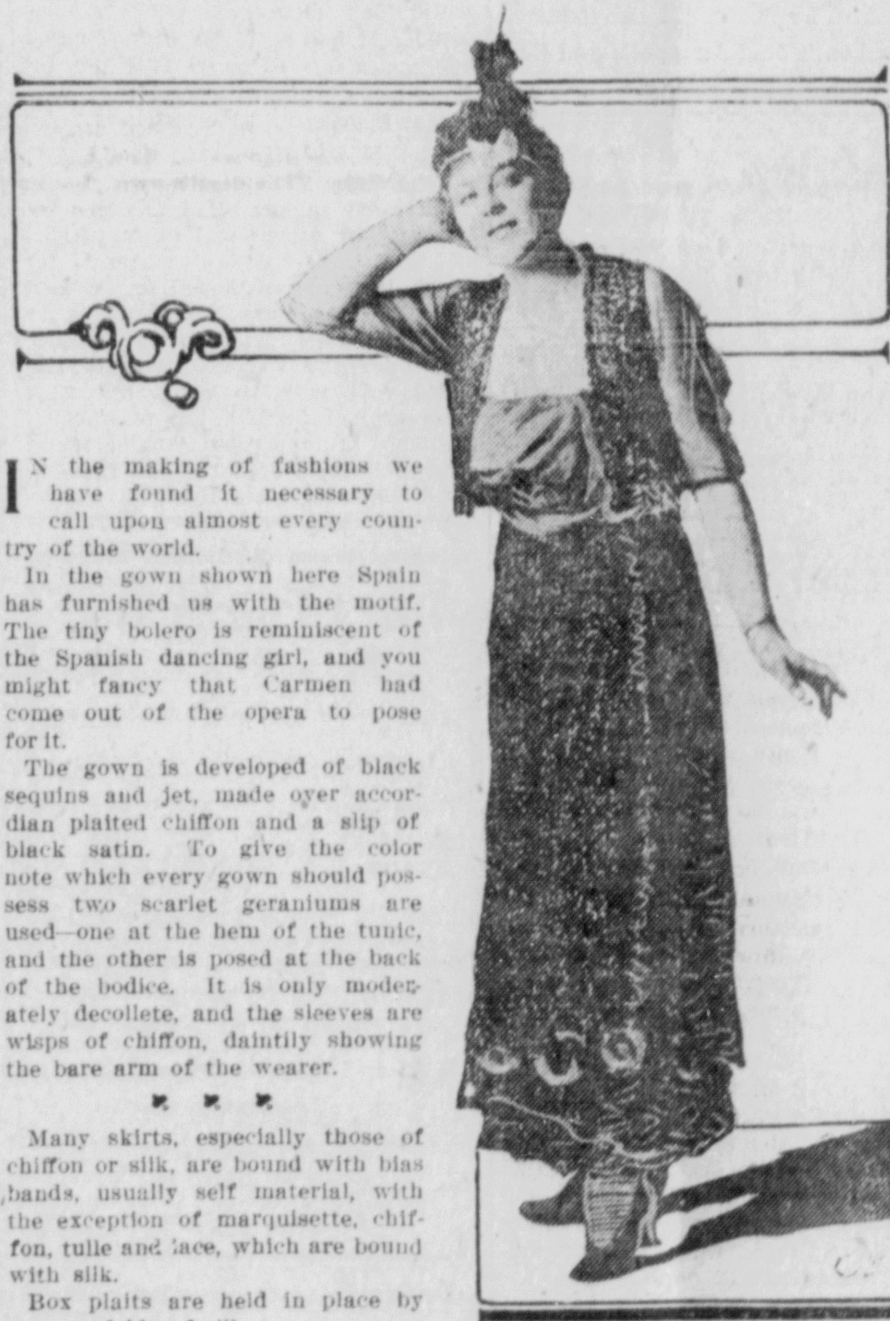 IN the making of fashions we
have found it necessary to
call upon almost every coun-
try of the world.
In the gown shown here Spain
has furnished us with the motif.
The tiny bolero is reminiscent of
the Spanish dancing girl, and you
might fancy that Carmen had
come out of the opera to pose
for it.
The gown is developed of black
sequins and jet, made over accor-
dian plaited chiffon and a slip of
black satin. To give the color
note which every gown should pos-
sess two scarlet geraniums are
used—one at the hem of the tunic,
and the other is posed at the back
of the bodice. It is only moder-
ately decollete, and the sleeves are
wisps of chiffon, daintily showing
the bare arm of the wearer.
Many skirts, especially those of
chiffon or silk, are bound with bias
bands, usually self material, with
the exception of marquisette, chif-
fon, tulle and lace, which are bound
with silk.
Box plaits are held in place by